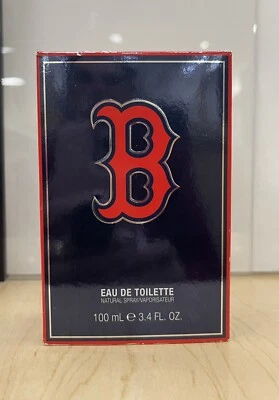 B
EAU DE TOILETTE
NATURAL SPRAY/VAPORISATEUR
100 mL ℮ 3.4 FL. OZ.